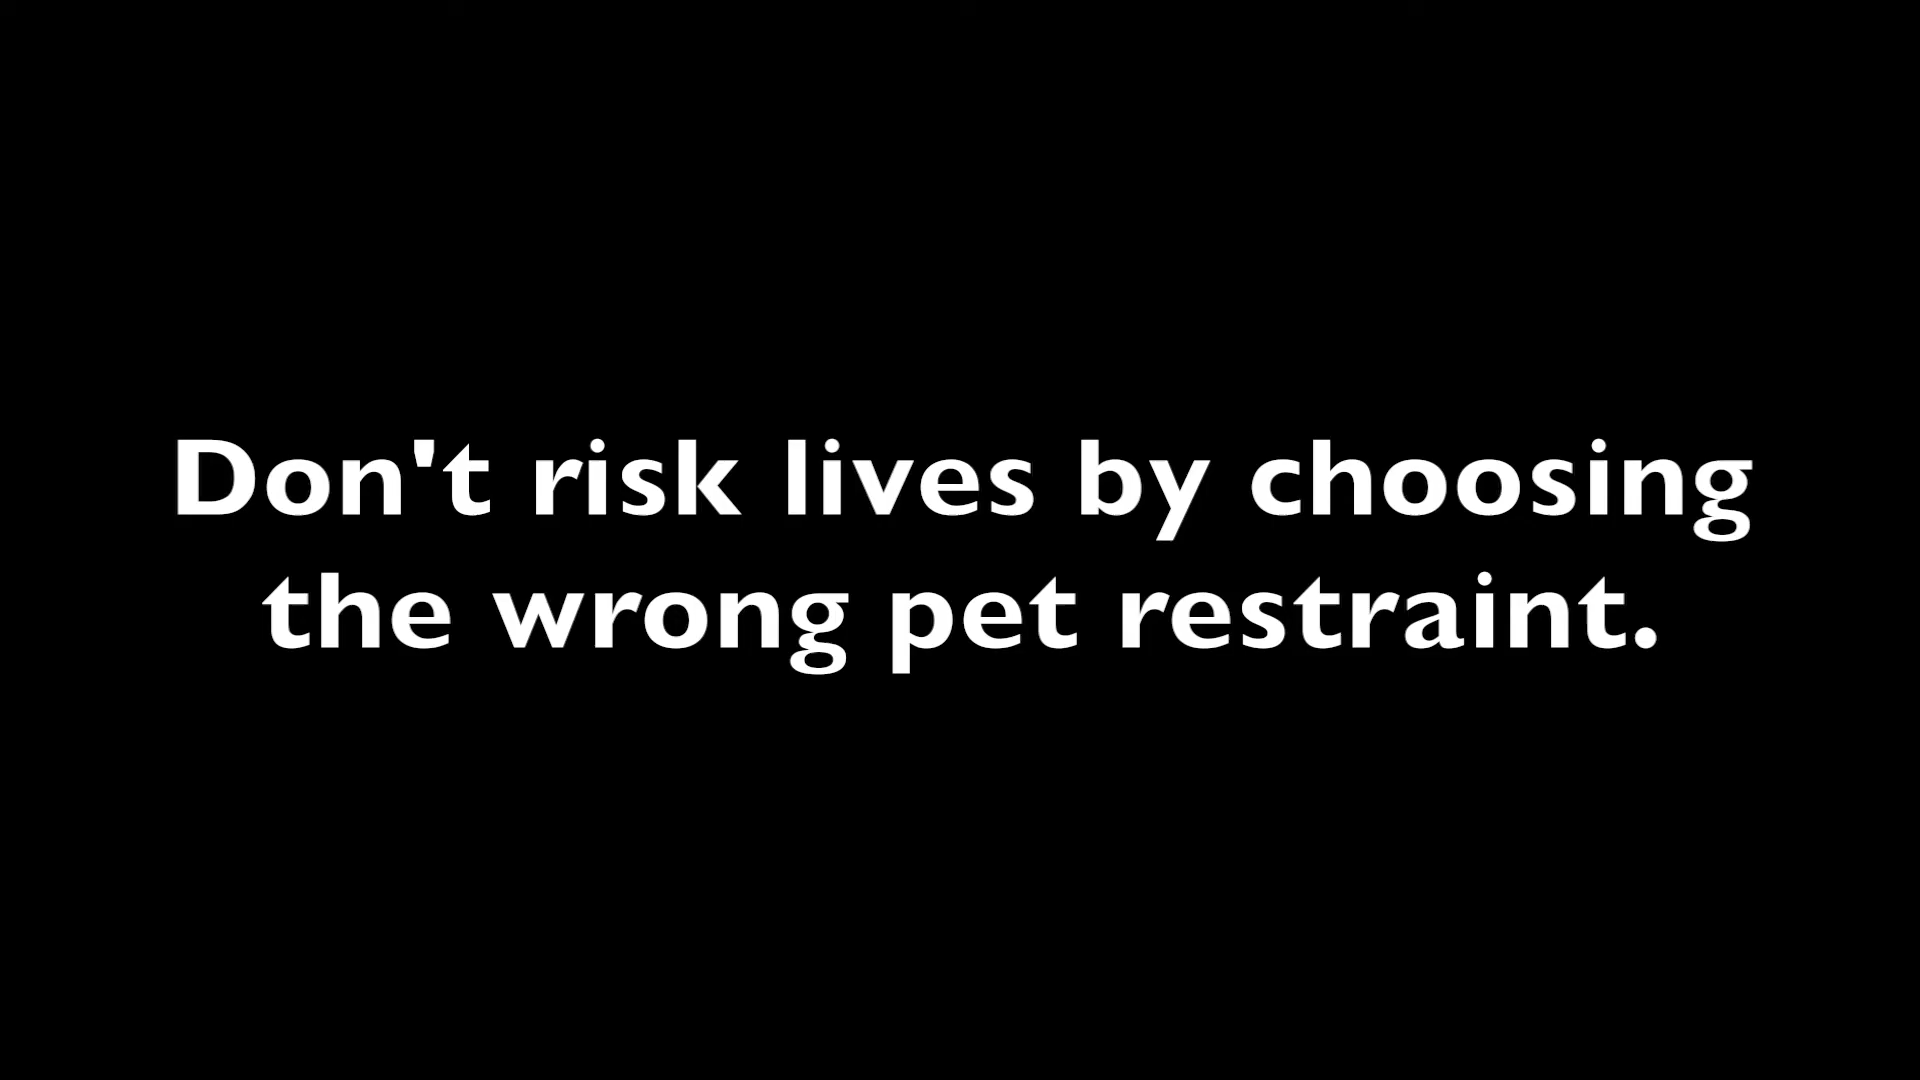 Don't risk lives by choosing
the wrong pet restraint.